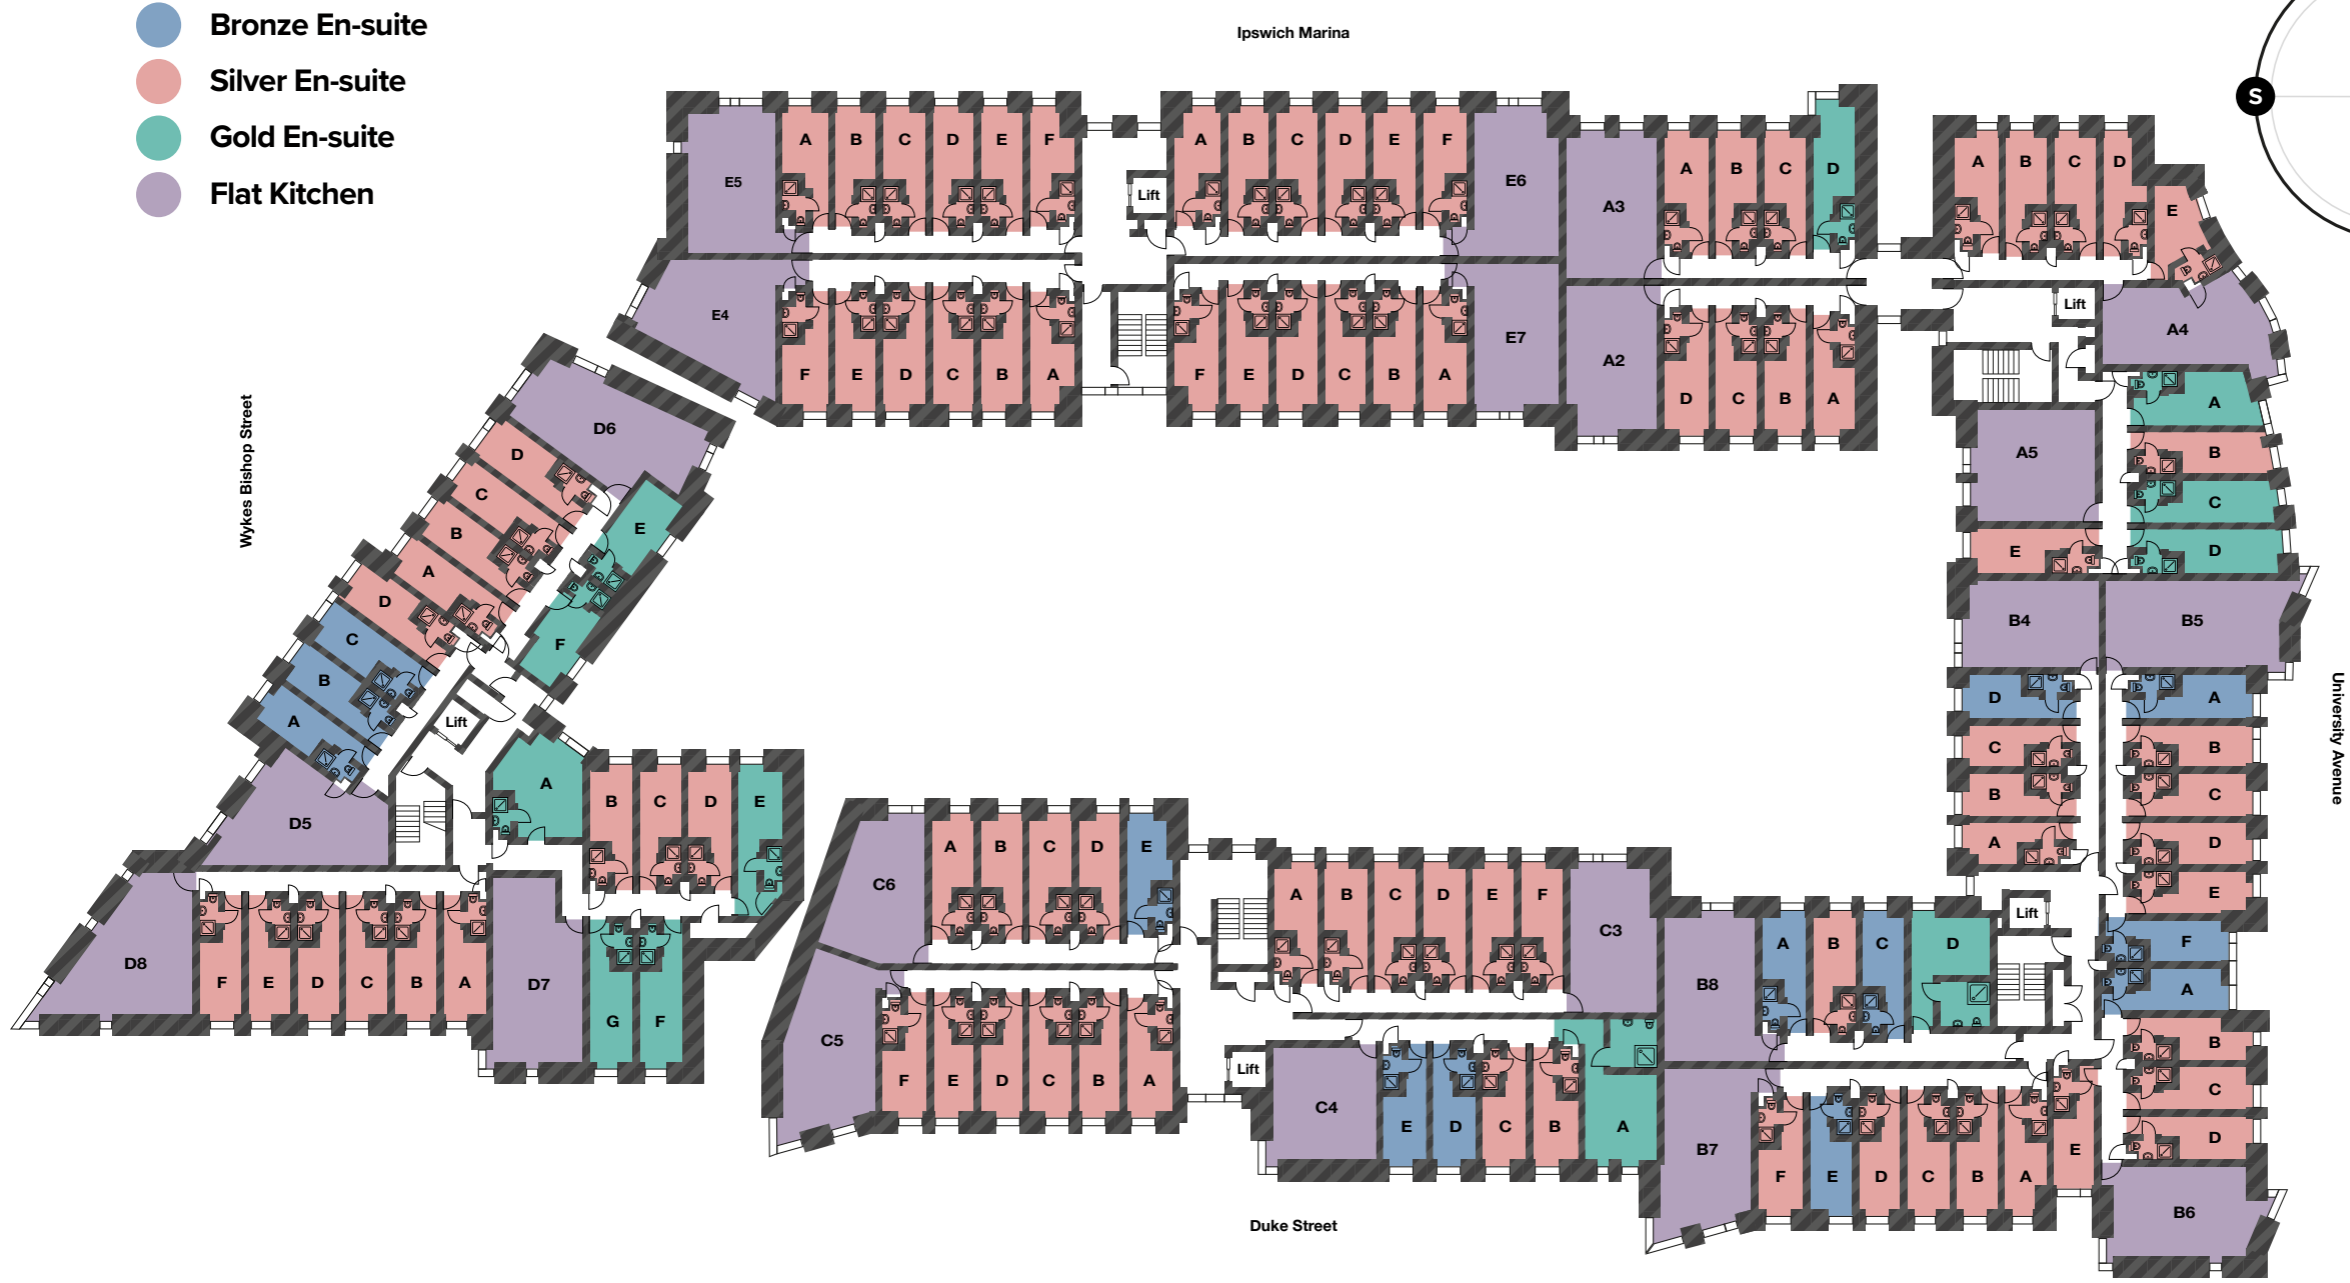 Bronze En-suite
Silver En-suite
Gold En-suite
Flat Kitchen
Ipswich Marina
S
Wykes Bishop Street
University Avenue
Duke Street
E5
A B C D E F
Lift
A B C D E F
E6
A3
A B C D
A B C D E
E4
F E D C B A
F E D C B A
E7
A2
D C B A
Lift
A4
A5
A
B
C
D
E
B4
B5
D
C
B
A
A
B
C
D
E
F
A
B
C
D
E
B6
Lift
D6
D
C
B
A
E
F
D
C
B
A
Lift
D5
A
B C D E
D8
F E D C B A
D7
G F
C6
A B C D E
C5
F E D C B A
A B C D E F
C3
Lift
C4
E D C B A
B8
A B C D
B7
F E D C B A